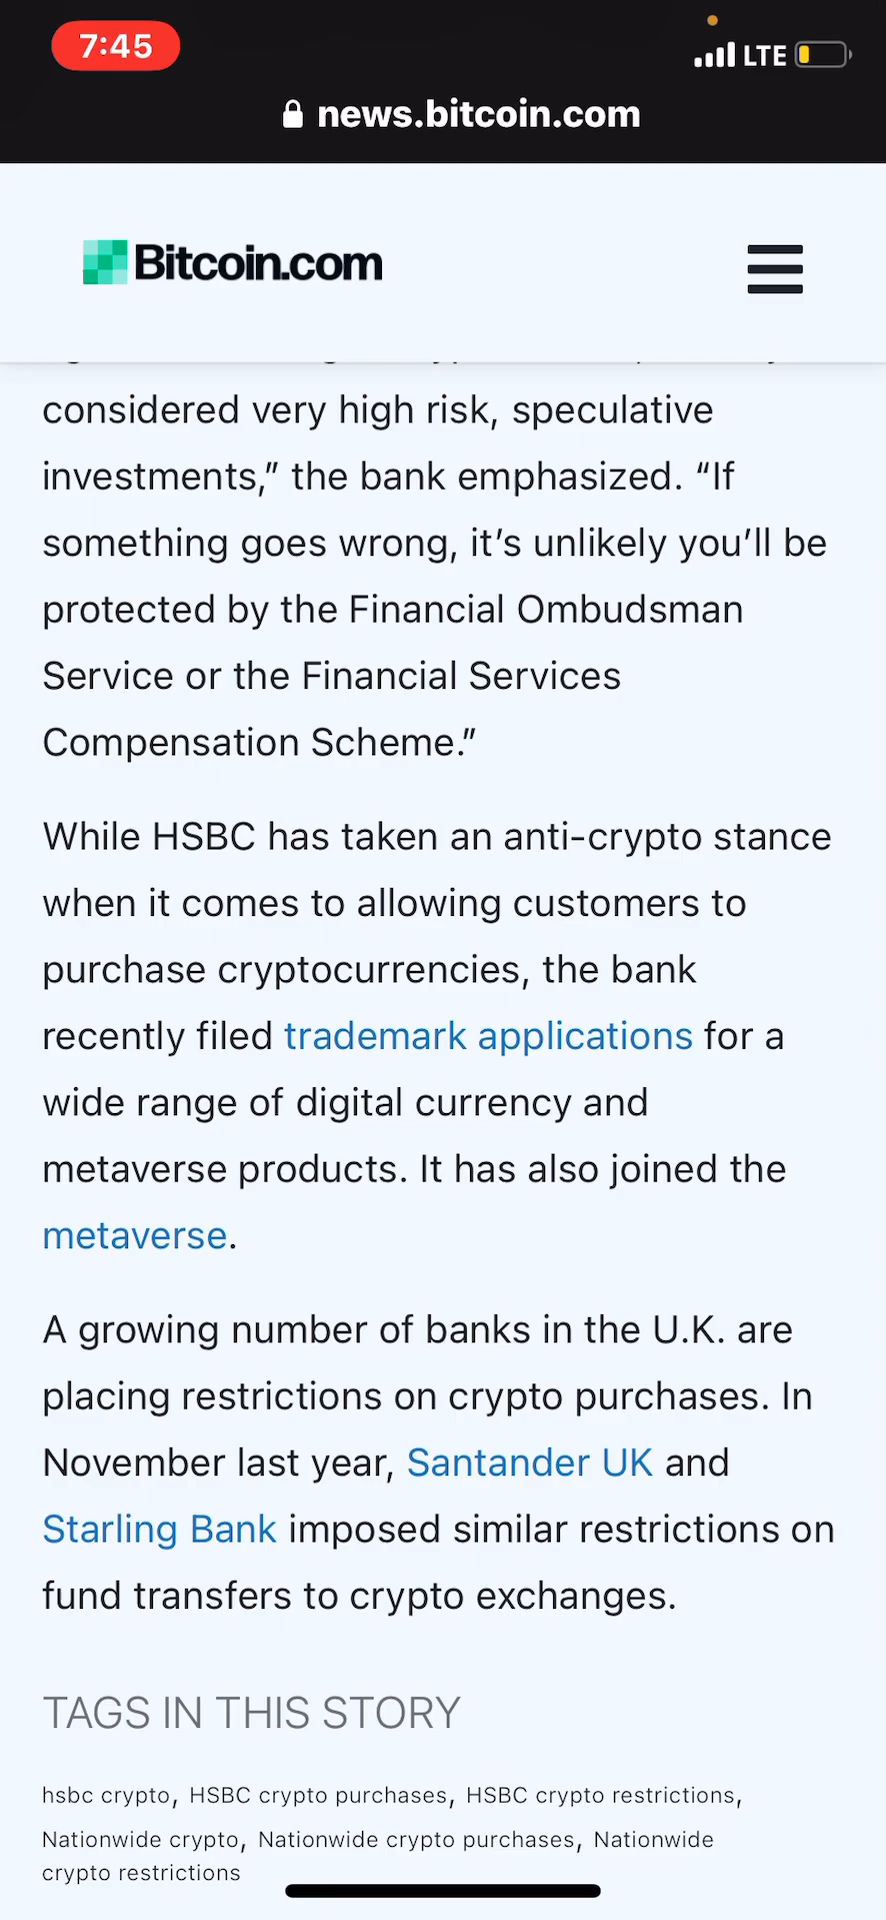 7:45
LTE
news.bitcoin.com
Bitcoin.com
considered very high risk, speculative
investments,” the bank emphasized. “If
something goes wrong, it’s unlikely you’ll be
protected by the Financial Ombudsman
Service or the Financial Services
Compensation Scheme.”
While HSBC has taken an anti-crypto stance
when it comes to allowing customers to
purchase cryptocurrencies, the bank
recently filed trademark applications for a
wide range of digital currency and
metaverse products. It has also joined the
metaverse.
A growing number of banks in the U.K. are
placing restrictions on crypto purchases. In
November last year, Santander UK and
Starling Bank imposed similar restrictions on
fund transfers to crypto exchanges.
TAGS IN THIS STORY
hsbc crypto, HSBC crypto purchases, HSBC crypto restrictions,
Nationwide crypto, Nationwide crypto purchases, Nationwide
crypto restrictions